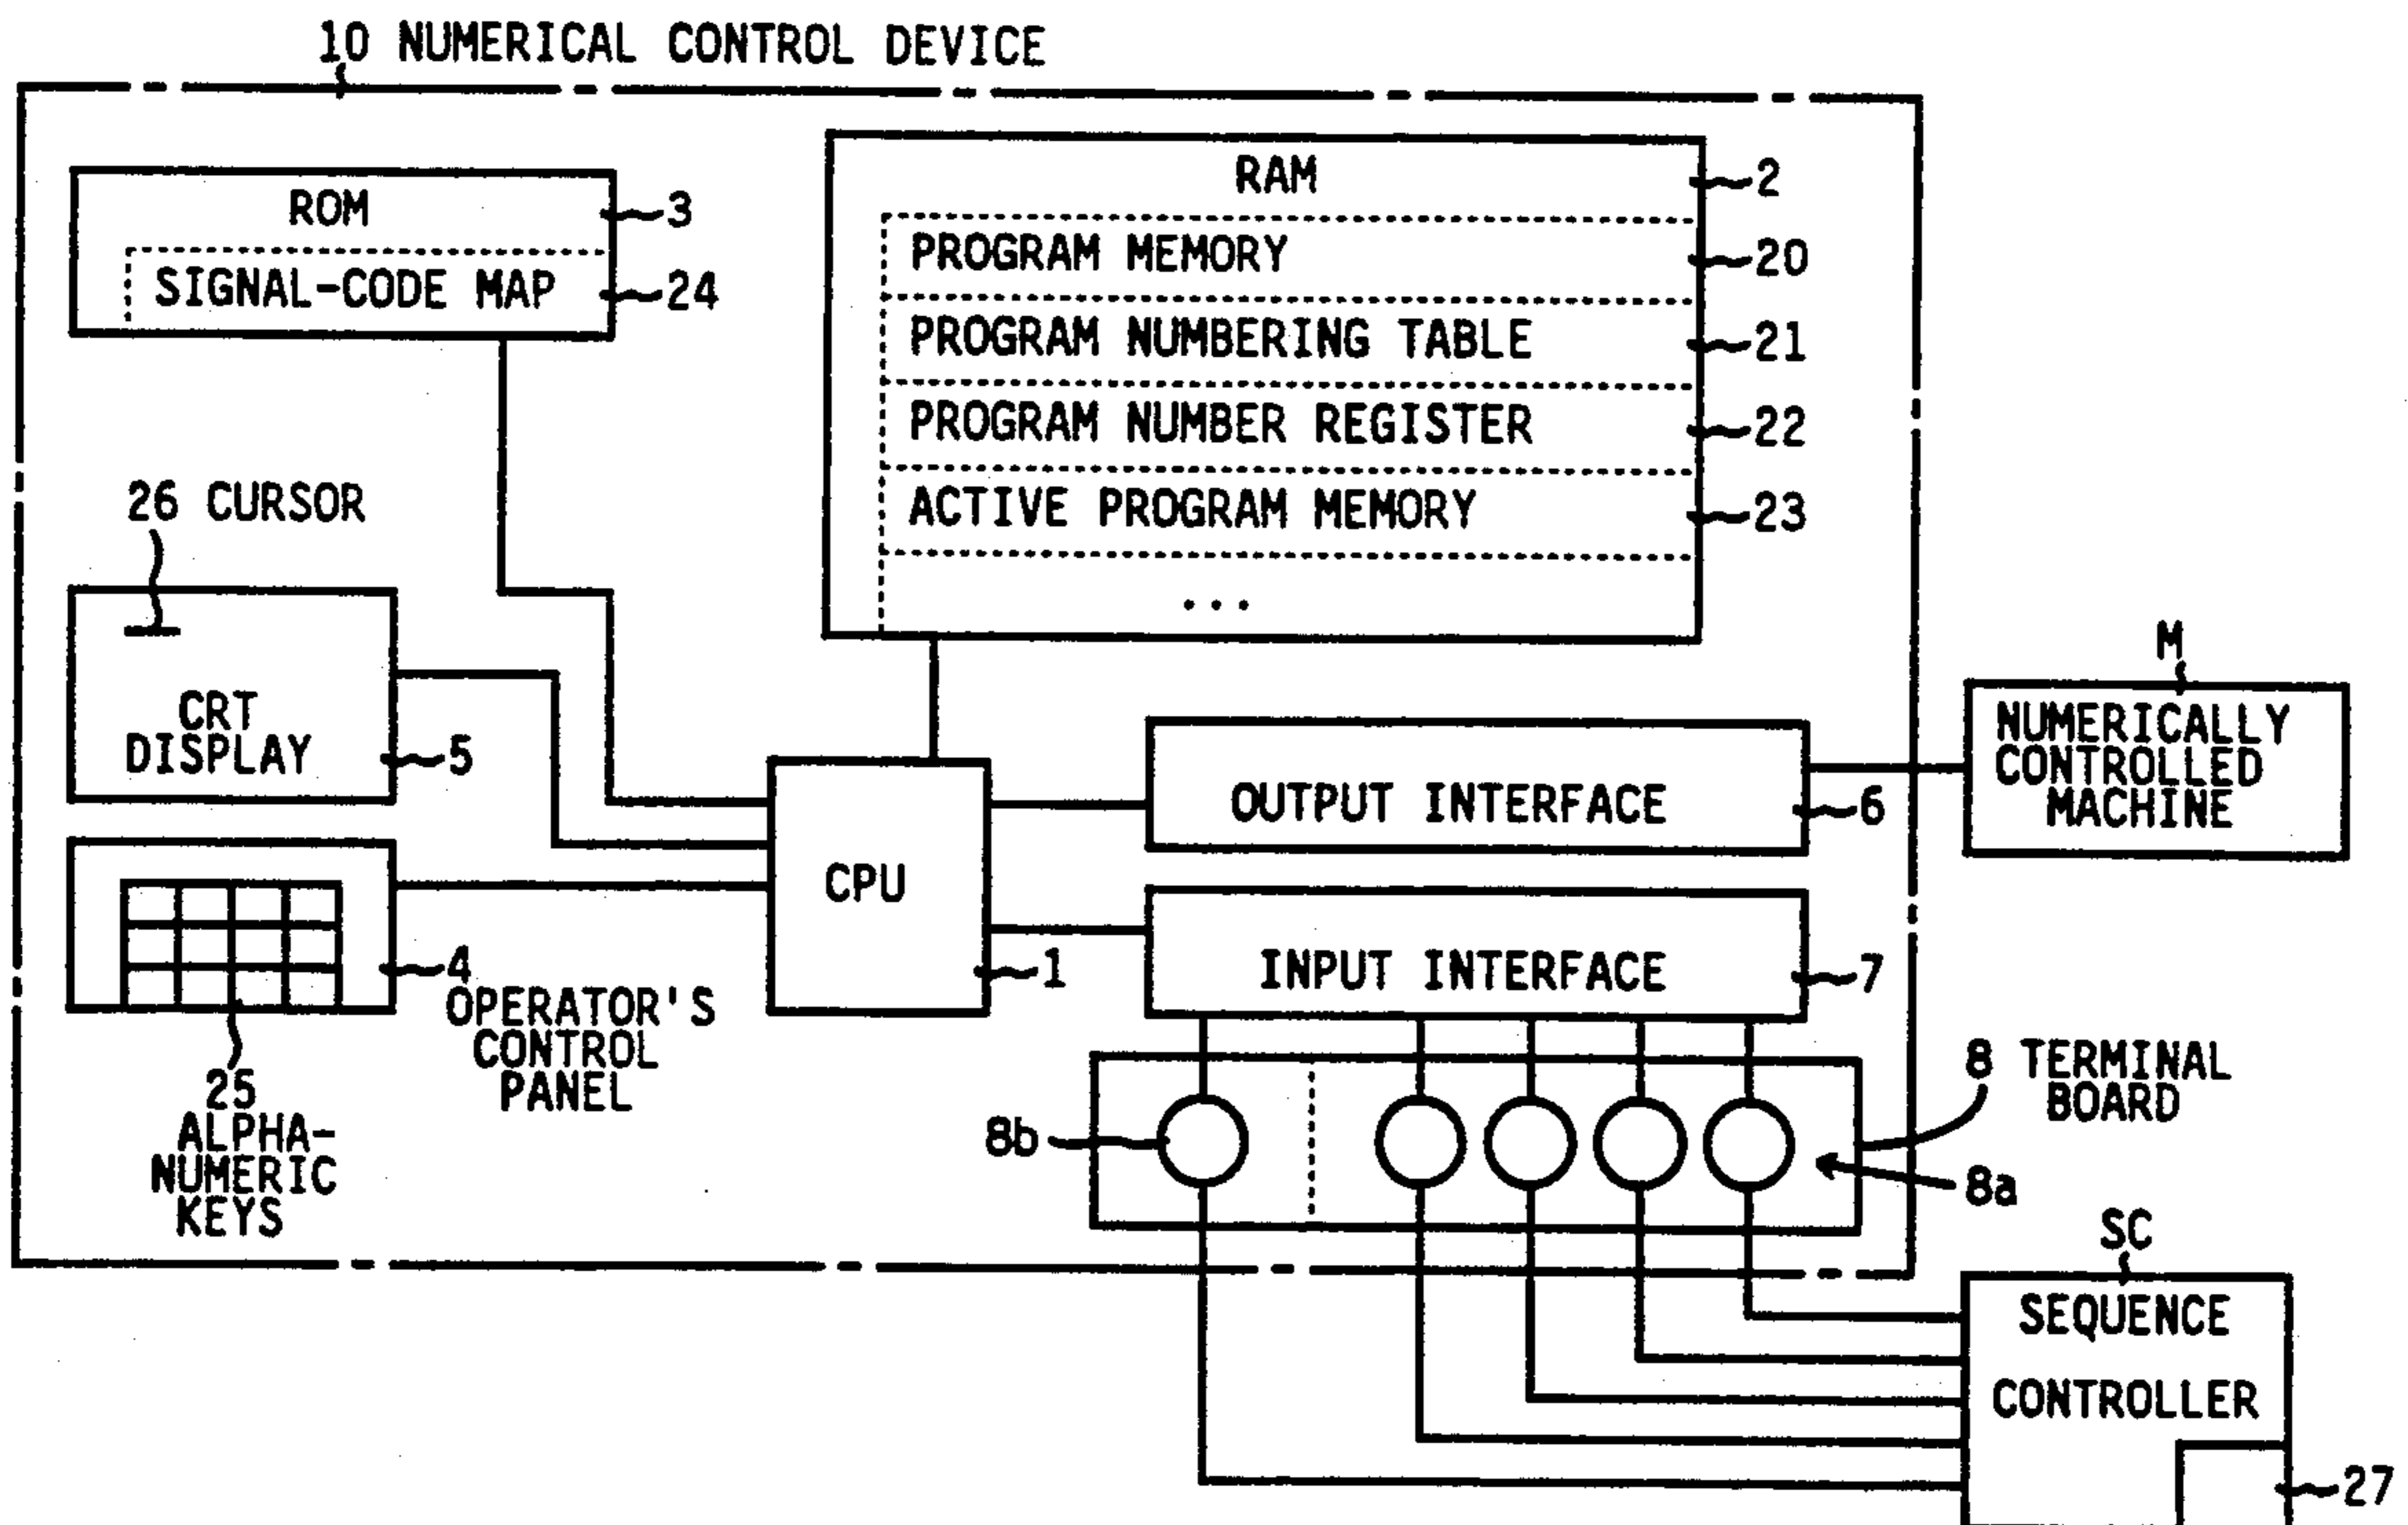 10 NUMERICAL CONTROL DEVICE
RAM
2
ROM
3
PROGRAM MEMORY
20
SIGNAL-CODE MAP
24
PROGRAM NUMBERING TABLE
21
PROGRAM NUMBER REGISTER
22
26 CURSOR
ACTIVE PROGRAM MEMORY
23
...
M
CRT
DISPLAY
5
NUMERICALLY
CONTROLLED
MACHINE
OUTPUT INTERFACE
6
CPU
1
INPUT INTERFACE
7
4
OPERATOR'S
CONTROL
PANEL
25
ALPHA-
NUMERIC
KEYS
8 TERMINAL
BOARD
8b
8a
SC
SEQUENCE
CONTROLLER
27